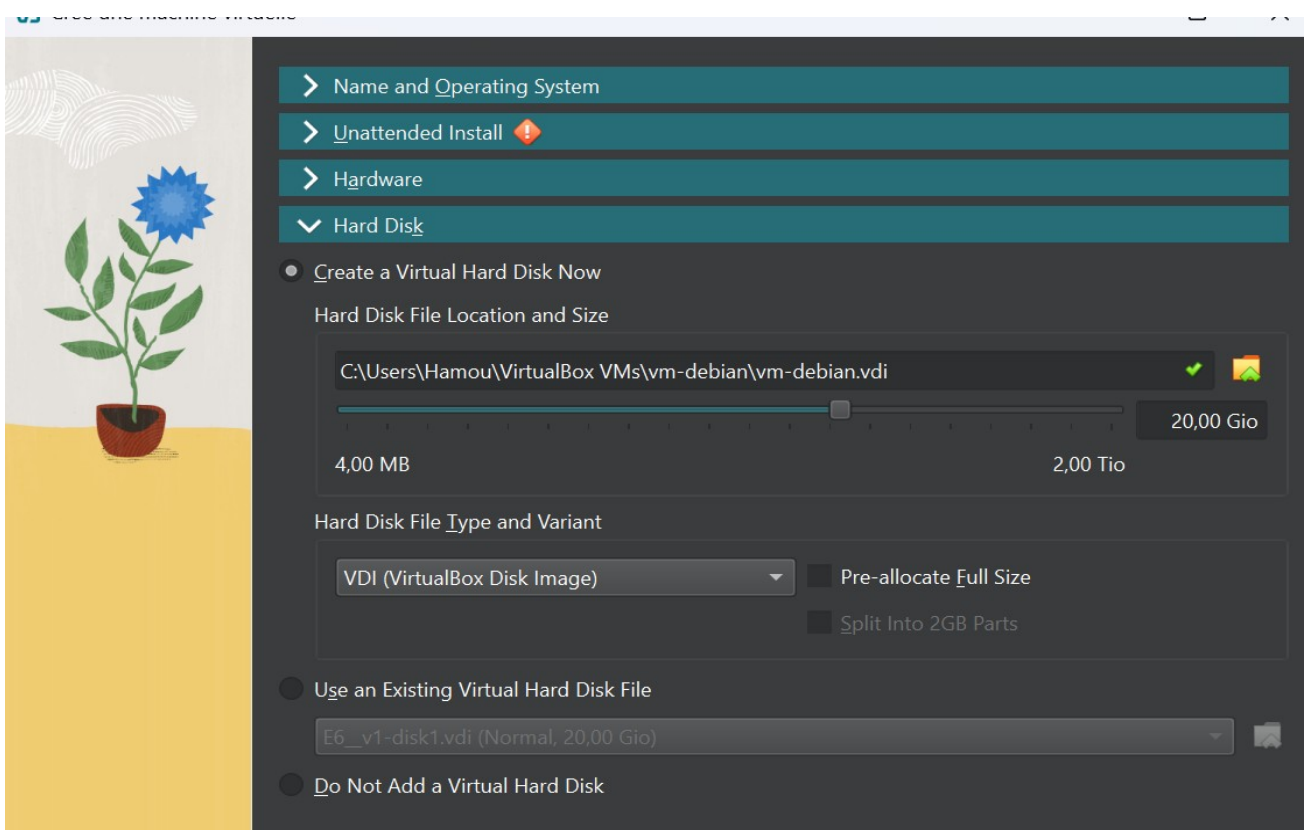 Name and Operating System
Unattended Install
Hardware
Hard Disk
Create a Virtual Hard Disk Now
Hard Disk File Location and Size
C:\Users\Hamou\VirtualBox VMs\vm-debian\vm-debian.vdi
20,00 Gio
4,00 MB 2,00 Tio
Hard Disk File Type and Variant
VDI (VirtualBox Disk Image) Pre-allocate Full Size
Split Into 2GB Parts
Use an Existing Virtual Hard Disk File
E6__v1-disk1.vdi (Normal, 20,00 Gio)
Do Not Add a Virtual Hard Disk